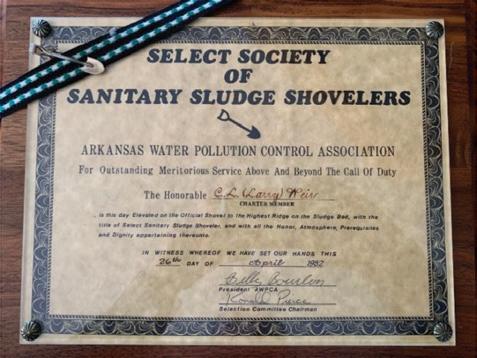 SELECT SOCIETY
OF
SANITARY SLUDGE SHOVELERS
ARKANSAS WATER POLLUTION CONTROL ASSOCIATION
For Outstanding Meritorious Service Above And Beyond The Call Of Duty
The Honorable C.L. (Larry) Weir
CHARTER MEMBER
is this day Elevated on the Official Shovel to the Highest Ridge on the Sludge Bed, with the
title of Select Sanitary Sludge Shoveler, and with all the Honor, Atmosphere, Prerequisites
and Dignity appertaining thereunto.
IN WITNESS WHEREOF WE HAVE SET OUR HANDS THIS
26th DAY OF April 1982
President AWPCA
Ronald Pierce
Selection Committee Chairman